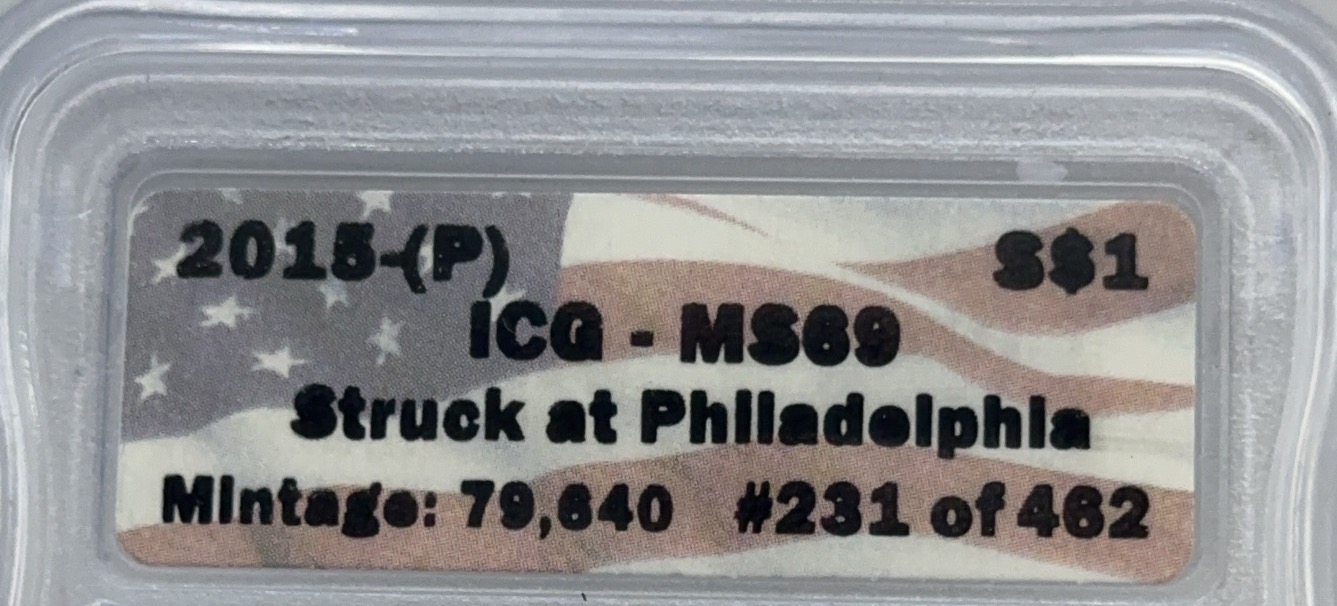 2015-(P) S$1
ICG - MS69
Struck at Philadelphia
Mintage: 79,640 #231 of 462